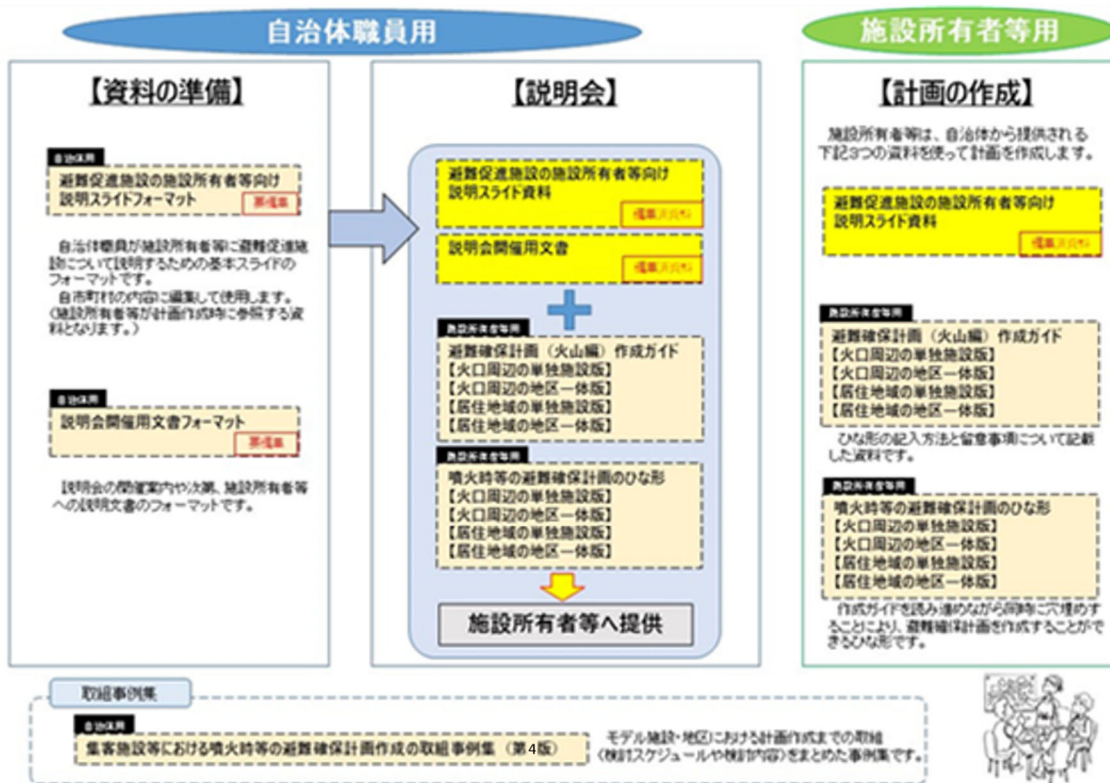 自治体職員用
施設所有者等用
【資料の準備】
自治体用
避難促進施設の施設所有者等向け
説明スライドフォーマット
要編集
自治体職員が施設所有者等に避難促進施
設について説明するための基本スライドの
フォーマットです。
自市町村の内容に編集して使用します。
(施設所有者等が計画作成時に参照する資
料となります。)
自治体用
説明会開催用文書フォーマット
要編集
説明会の開催案内や次第、施設所有者等
への説明文書のフォーマットです。
【説明会】
避難促進施設の施設所有者等向け
説明スライド資料
編集済資料
説明会開催用文書
編集済資料
施設所有者等用
避難確保計画(火山編)作成ガイド
【火口周辺の単独施設版】
【火口周辺の地区一体版】
【居住地域の単独施設版】
【居住地域の地区一体版】
施設所有者等用
噴火時等の避難確保計画のひな形
【火口周辺の単独施設版】
【火口周辺の地区一体版】
【居住地域の単独施設版】
【居住地域の地区一体版】
施設所有者等へ提供
【計画の作成】
施設所有者等は、自治体から提供される
下記3つの資料を使って計画を作成します。
避難促進施設の施設所有者等向け
説明スライド資料
編集済資料
施設所有者等用
避難確保計画(火山編)作成ガイド
【火口周辺の単独施設版】
【火口周辺の地区一体版】
【居住地域の単独施設版】
【居住地域の地区一体版】
ひな形の記入方法と留意事項について記載
した資料です。
施設所有者等用
噴火時等の避難確保計画のひな形
【火口周辺の単独施設版】
【火口周辺の地区一体版】
【居住地域の単独施設版】
【居住地域の地区一体版】
作成ガイドを読み進めながら同時に穴埋めす
ることにより、避難確保計画を作成することがで
きるひな形です。
取組事例集
自治体用
集客施設等における噴火時等の避難確保計画作成の取組事例集(第4版)
モデル施設・地区における計画作成までの取組
(検討スケジュールや検討内容)をまとめた事例集です。